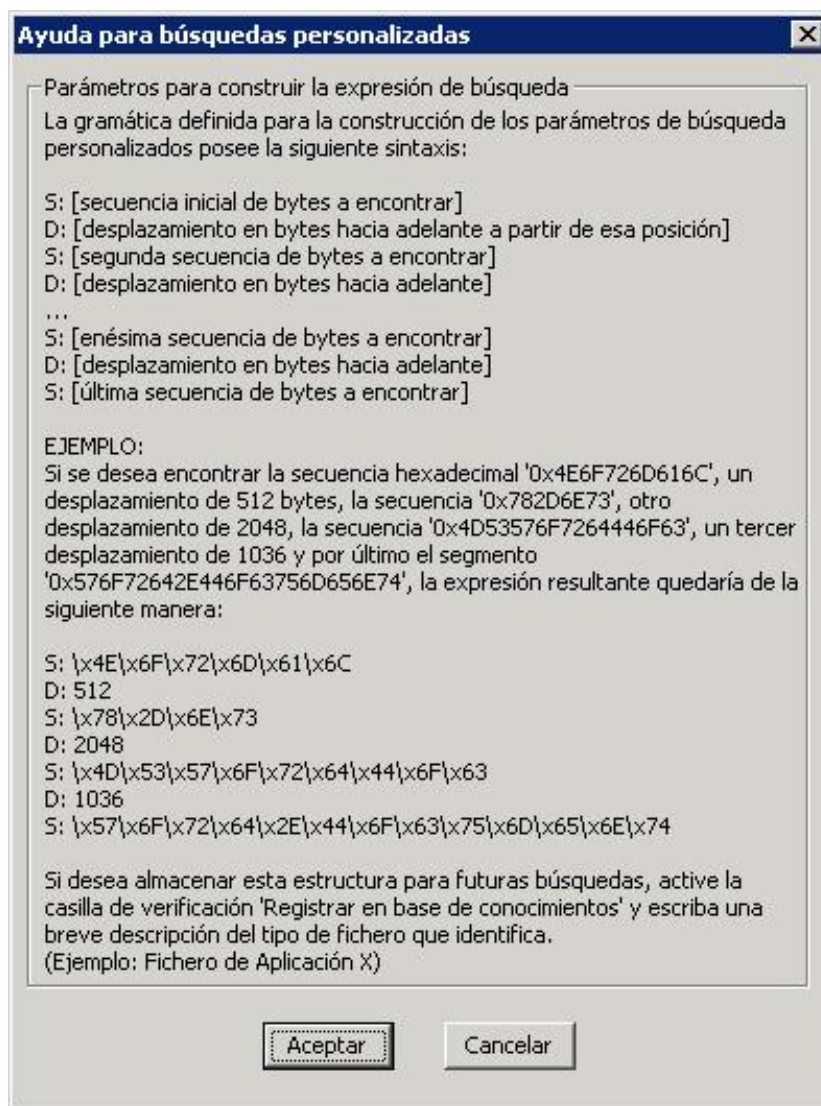 Ayuda para búsquedas personalizadas
Parámetros para construir la expresión de búsqueda
La gramática definida para la construcción de los parámetros de búsqueda
personalizados posee la siguiente sintaxis:
S: [secuencia inicial de bytes a encontrar]
D: [desplazamiento en bytes hacia adelante a partir de esa posición]
S: [segunda secuencia de bytes a encontrar]
D: [desplazamiento en bytes hacia adelante]
...
S: [enésima secuencia de bytes a encontrar]
D: [desplazamiento en bytes hacia adelante]
S: [última secuencia de bytes a encontrar]
EJEMPLO:
Si se desea encontrar la secuencia hexadecimal '0x4E6F726D616C', un
desplazamiento de 512 bytes, la secuencia '0x782D6E73', otro
desplazamiento de 2048, la secuencia '0x4D53576F7264446F63', un tercer
desplazamiento de 1036 y por último el segmento
'0x576F72642E446F63756D656E74', la expresión resultante quedaría de la
siguiente manera:
S: \x4E\x6F\x72\x6D\x61\x6C
D: 512
S: \x78\x2D\x6E\x73
D: 2048
S: \x4D\x53\x57\x6F\x72\x64\x44\x6F\x63
D: 1036
S: \x57\x6F\x72\x64\x2E\x44\x6F\x63\x75\x6D\x65\x6E\x74
Si desea almacenar esta estructura para futuras búsquedas, active la
casilla de verificación 'Registrar en base de conocimientos' y escriba una
breve descripción del tipo de fichero que identifica.
(Ejemplo: Fichero de Aplicación X)
Aceptar Cancelar